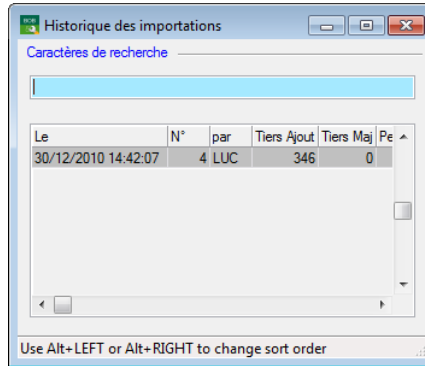 Historique des importations
Caractères de recherche
Le N° par Tiers Ajout Tiers Maj Pe
30/12/2010 14:42:07 4 LUC 346 0
Use Alt+LEFT or Alt+RIGHT to change sort order